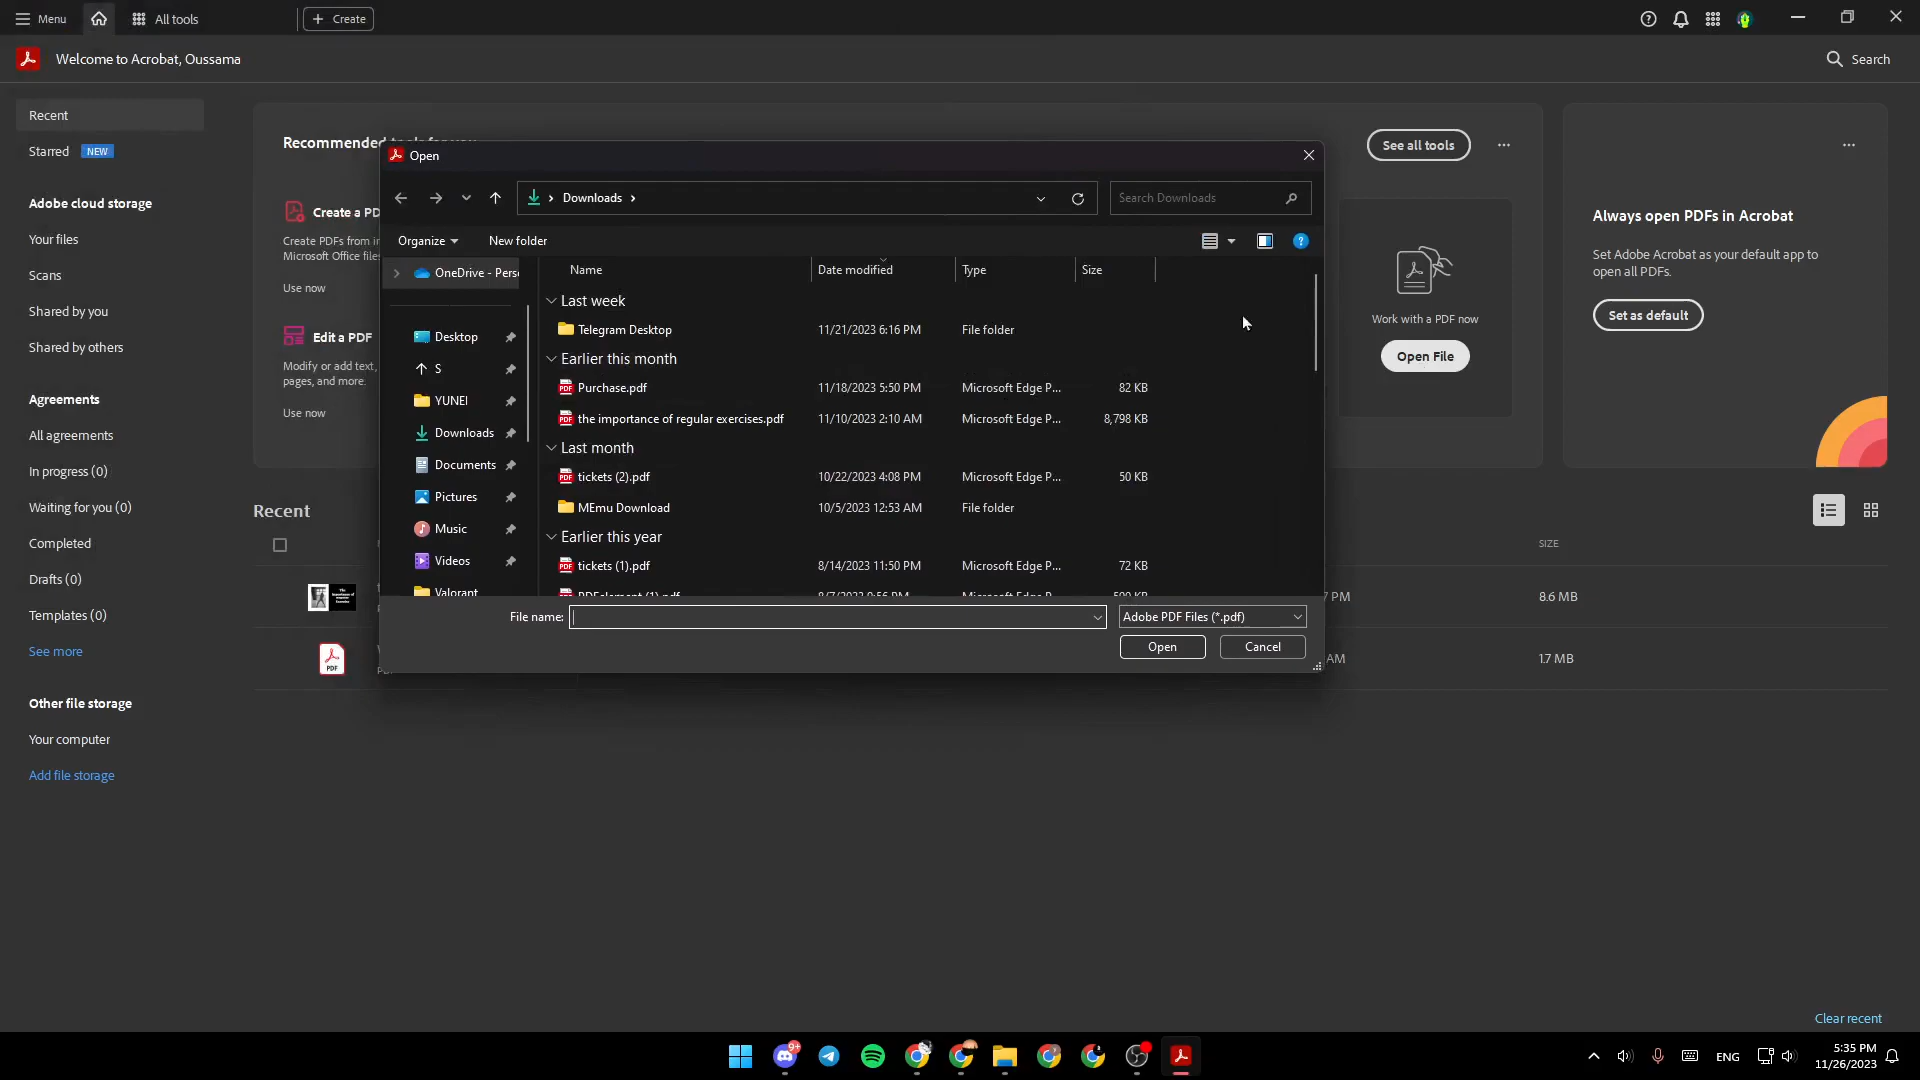 Menu
All tools
Create
Welcome to Acrobat, Oussama
Search
Recent
Starred NEW
Adobe cloud storage
Your files
Scans
Shared by you
Shared by others
Agreements
All agreements
In progress (0)
Waiting for you (0)
Completed
Drafts (0)
Templates (0)
See more
Other file storage
Your computer
Add file storage
Recommended
See all tools
Create a PD
Create PDFs from
Microsoft Office files
Use now
Edit a PDF
Modify or add text,
pages, and more.
Use now
Open
Downloads
Search Downloads
Organize
New folder
OneDrive - Pers
Desktop
S
YUNEI
Downloads
Documents
Pictures
Music
Videos
Valorant
Name Date modified Type Size
Last week
Telegram Desktop 11/21/2023 6:16 PM File folder
Earlier this month
Purchase.pdf 11/18/2023 5:50 PM Microsoft Edge P... 82 KB
the importance of regular exercises.pdf 11/10/2023 2:10 AM Microsoft Edge P... 8,798 KB
Last month
tickets (2).pdf 10/22/2023 4:08 PM Microsoft Edge P... 50 KB
MEmu Download 10/5/2023 12:53 AM File folder
Earlier this year
tickets (1).pdf 8/14/2023 11:50 PM Microsoft Edge P... 72 KB
PDFelement (1).pdf Microsoft Edge P...
File name:
Adobe PDF Files (*.pdf)
Open
Cancel
Work with a PDF now
Open File
Always open PDFs in Acrobat
Set Adobe Acrobat as your default app to
open all PDFs.
Set as default
Recent
SIZE
PM 8.6 MB
PDF
AM 1.7 MB
Clear recent
9+
ENG
5:35 PM
11/26/2023